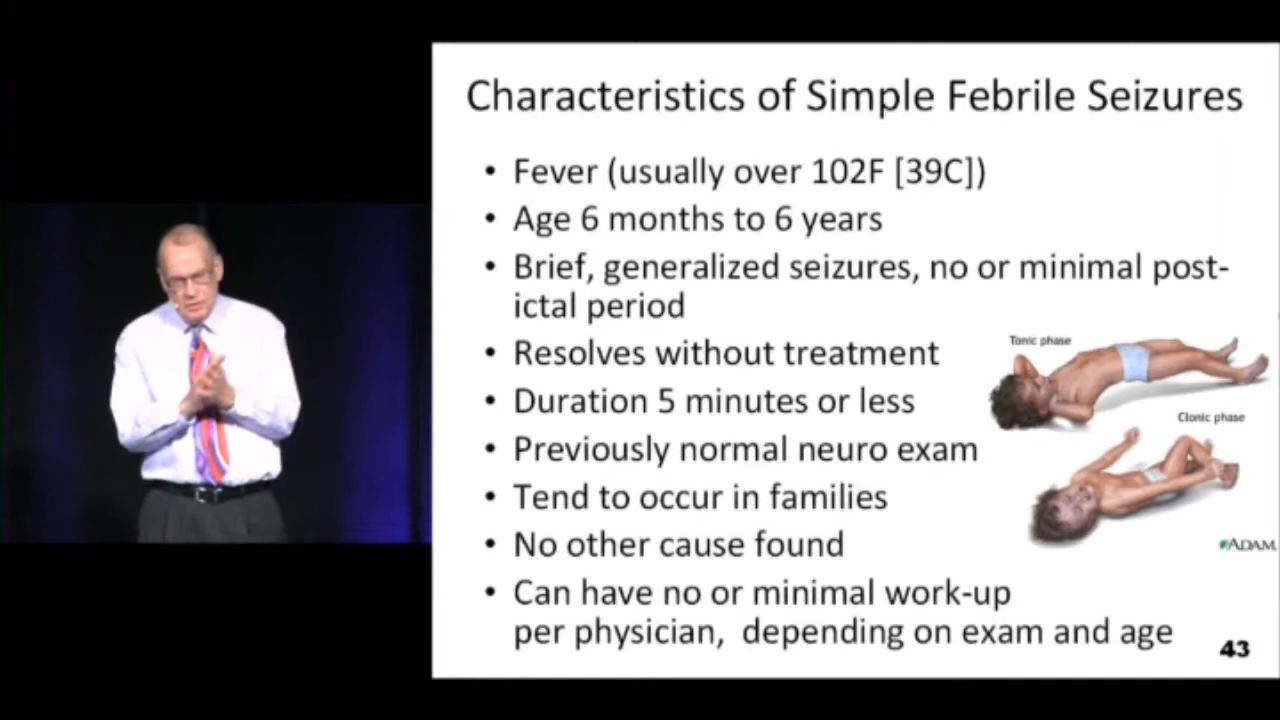 Characteristics of Simple Febrile Seizures
• Fever (usually over 102F [39C])
• Age 6 months to 6 years
• Brief, generalized seizures, no or minimal post-
ictal period
• Resolves without treatment
• Duration 5 minutes or less
• Previously normal neuro exam
• Tend to occur in families
• No other cause found
• Can have no or minimal work-up
per physician, depending on exam and age
Tonic phase
Clonic phase
ADAM.
43